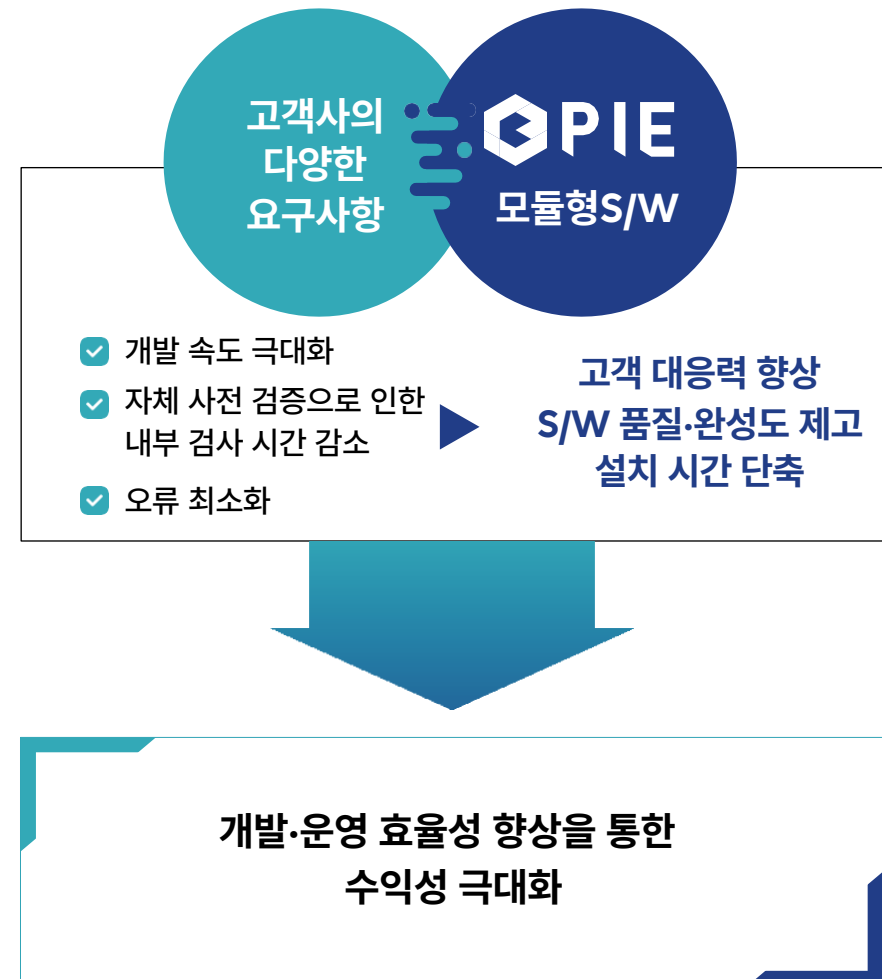 고객사의
다양한
요구사항
PIE
모듈형S/W
개발 속도 극대화
자체 사전 검증으로 인한
내부 검사 시간 감소
오류 최소화
고객 대응력 향상
S/W 품질·완성도 제고
설치 시간 단축
개발·운영 효율성 향상을 통한
수익성 극대화